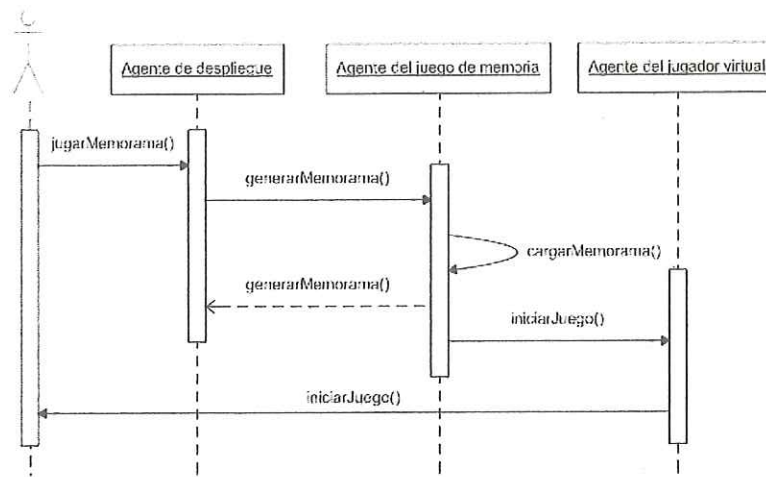 Agente de despliegue
Agente del juego de memoria
Agente del jugador virtual
jugarMemorama()
generarMemorama()
cargarMemorama()
generarMemorama()
iniciarJuego()
iniciarJuego()